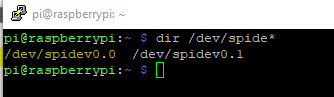 pi@raspberrypi: ~
pi@raspberrypi:~ $ dir /dev/spide*
/dev/spidev0.0  /dev/spidev0.1
pi@raspberrypi:~ $